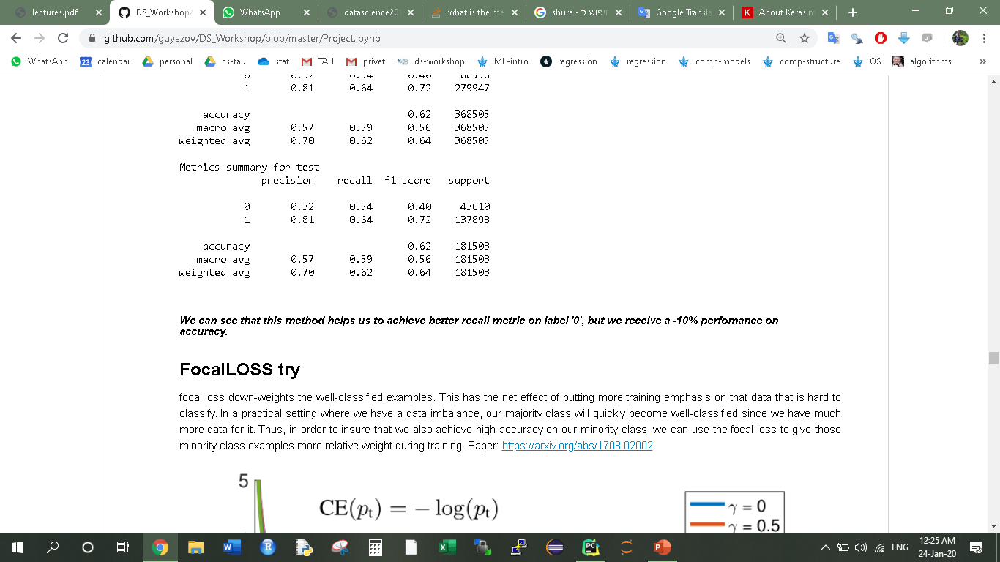 lectures.pdf DS_Workshop/ WhatsApp datascience20 what is the me shure - חיפוש ב Google Transla About Keras m
github.com/guyazov/DS_Workshop/blob/master/Project.ipynb
WhatsApp 23 calendar personal cs-tau stat TAU privet ds-workshop ML-intro regression regression comp-models comp-structure OS algorithms »
1 0.81 0.64 0.72 279947
accuracy 0.62 368505
macro avg 0.57 0.59 0.56 368505
weighted avg 0.70 0.62 0.64 368505
Metrics summary for test
precision recall f1-score support
0 0.32 0.54 0.40 43610
1 0.81 0.64 0.72 137893
accuracy 0.62 181503
macro avg 0.57 0.59 0.56 181503
weighted avg 0.70 0.62 0.64 181503
We can see that this method helps us to achieve better recall metric on label '0', but we receive a -10% perfomance on
accuracy.
FocalLOSS try
focal loss down-weights the well-classified examples. This has the net effect of putting more training emphasis on that data that is hard to
classify. In a practical setting where we have a data imbalance, our majority class will quickly become well-classified since we have much
more data for it. Thus, in order to insure that we also achieve high accuracy on our minority class, we can use the focal loss to give those
minority class examples more relative weight during training. Paper: https://arxiv.org/abs/1708.02002
5
CE(pt) = − log(pt)
γ = 0
γ = 0.5
ENG 12:25 AM
24-Jan-20